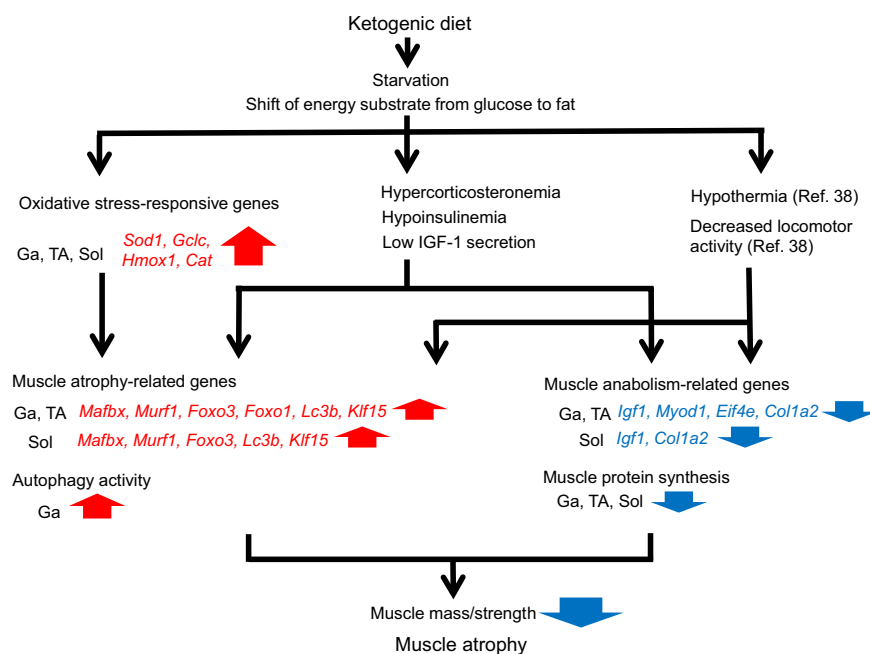 Ketogenic diet
Starvation
Shift of energy substrate from glucose to fat
Oxidative stress-responsive genes
Ga, TA, Sol
Sod1, Gclc,
Hmox1, Cat
Hypercorticosteronemia
Hypoinsulinemia
Low IGF-1 secretion
Hypothermia (Ref. 38)
Decreased locomotor
activity (Ref. 38)
Muscle atrophy-related genes
Ga, TA Mafbx, Murf1, Foxo3, Foxo1, Lc3b, Klf15
Sol Mafbx, Murf1, Foxo3, Lc3b, Klf15
Autophagy activity
Ga
Muscle anabolism-related genes
Ga, TA Igf1, Myod1, Eif4e, Col1a2
Sol Igf1, Col1a2
Muscle protein synthesis
Ga, TA, Sol
Muscle mass/strength
Muscle atrophy